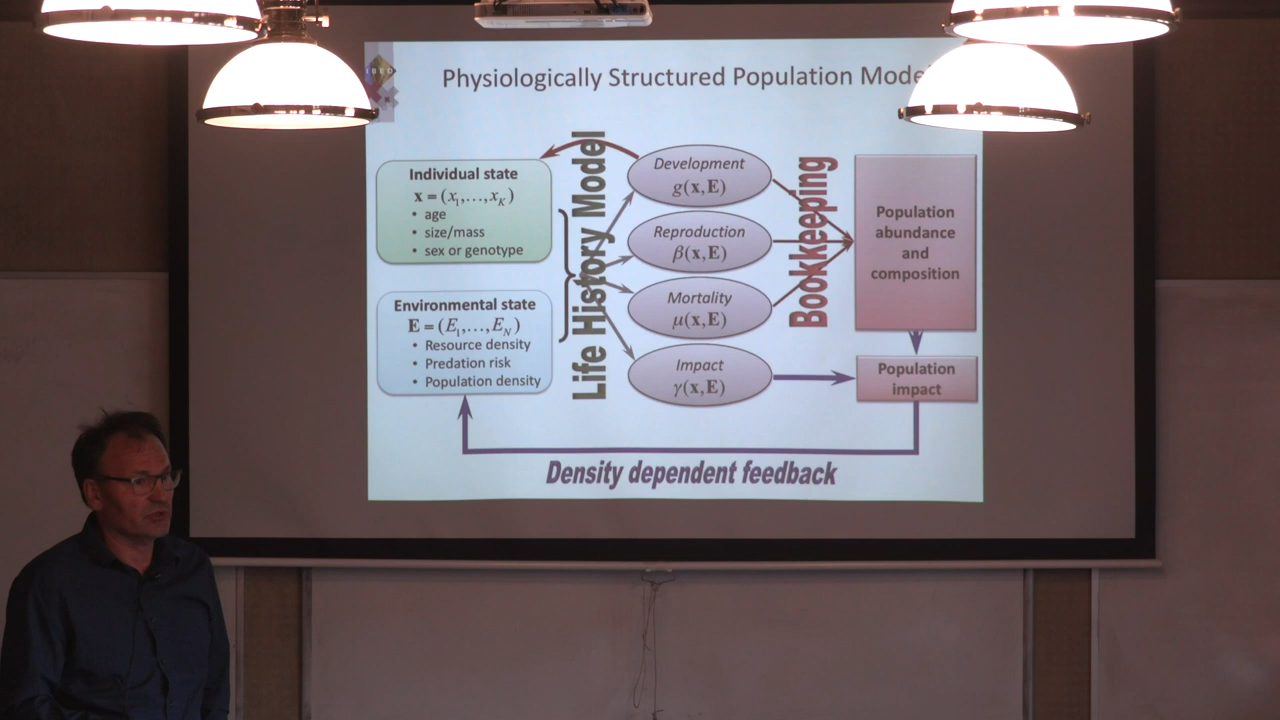 IBED
Physiologically Structured Population Mode
Individual state
x = (x₁,…,x_K)
• age
• size/mass
• sex or genotype
Environmental state
E = (E₁,…,E_N)
• Resource density
• Predation risk
• Population density
Life History Model
Development
g(x,E)
Reproduction
β(x,E)
Mortality
μ(x,E)
Impact
γ(x,E)
Bookkeeping
Population
abundance
and
composition
Population
impact
Density dependent feedback